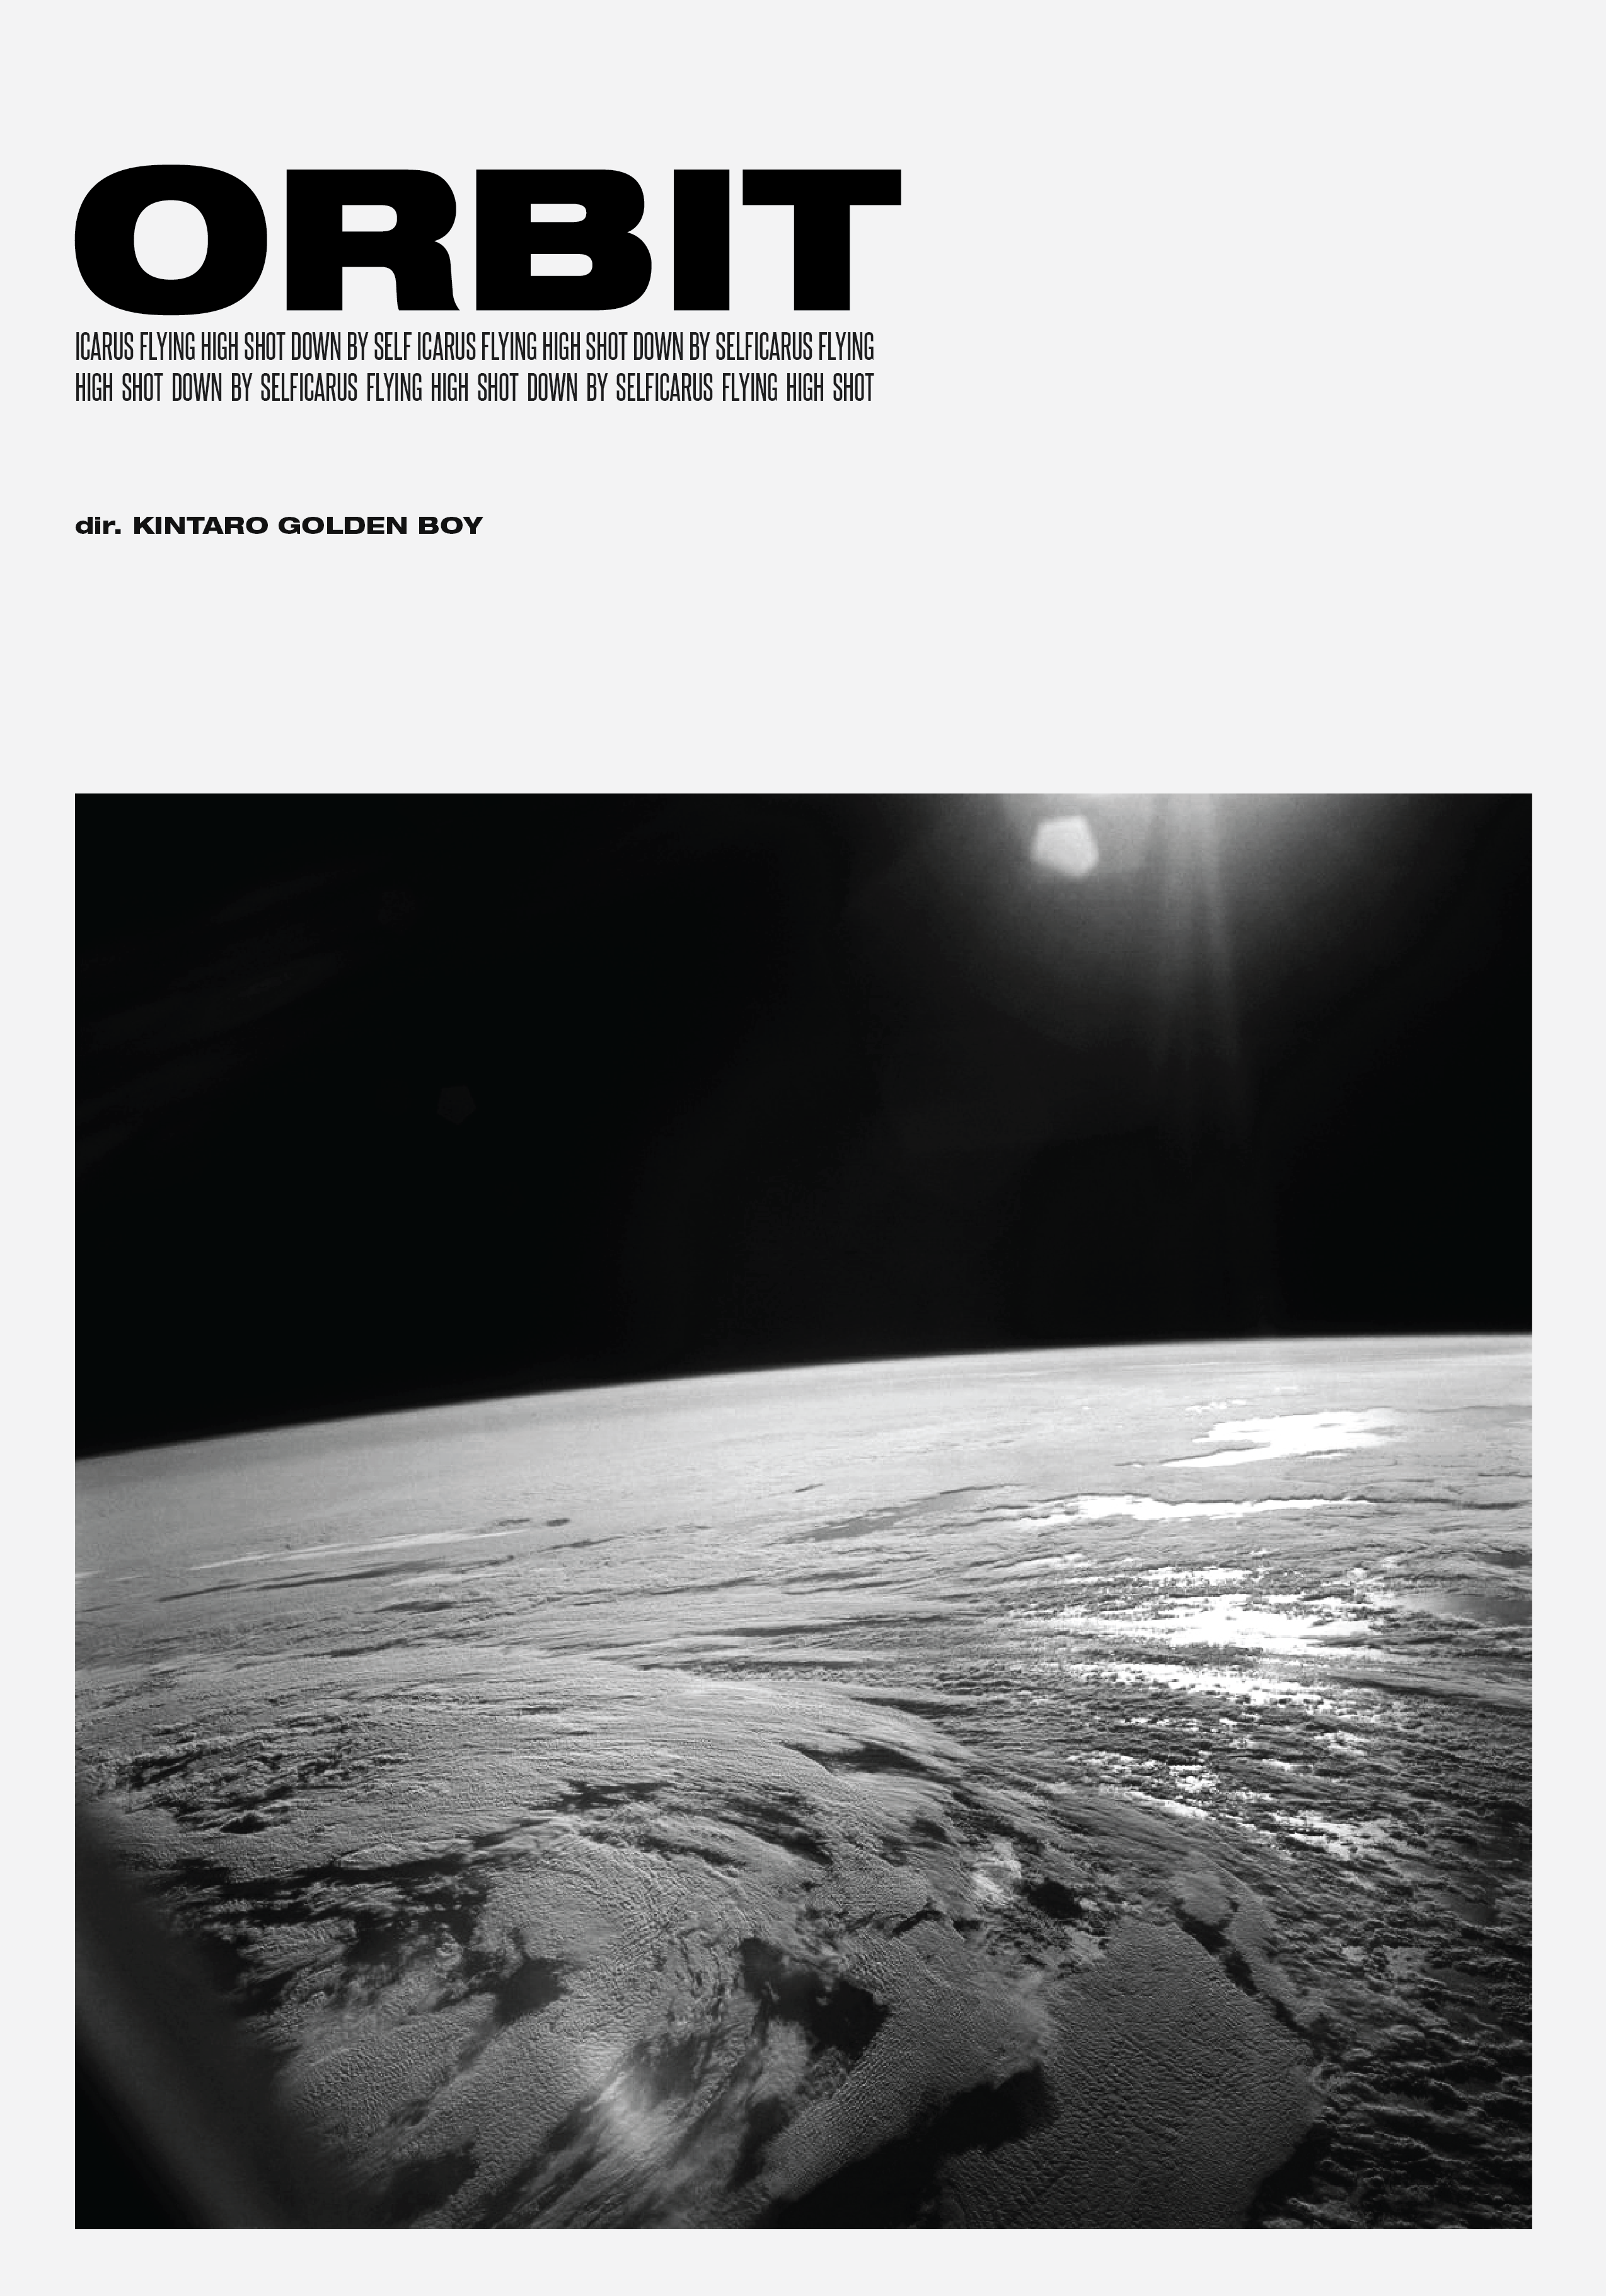 ORBIT
ICARUS FLYING HIGH SHOT DOWN BY SELF ICARUS FLYING HIGH SHOT DOWN BY SELFICARUS FLYING
HIGH SHOT DOWN BY SELFICARUS FLYING HIGH SHOT DOWN BY SELFICARUS FLYING HIGH SHOT
dir. KINTARO GOLDEN BOY